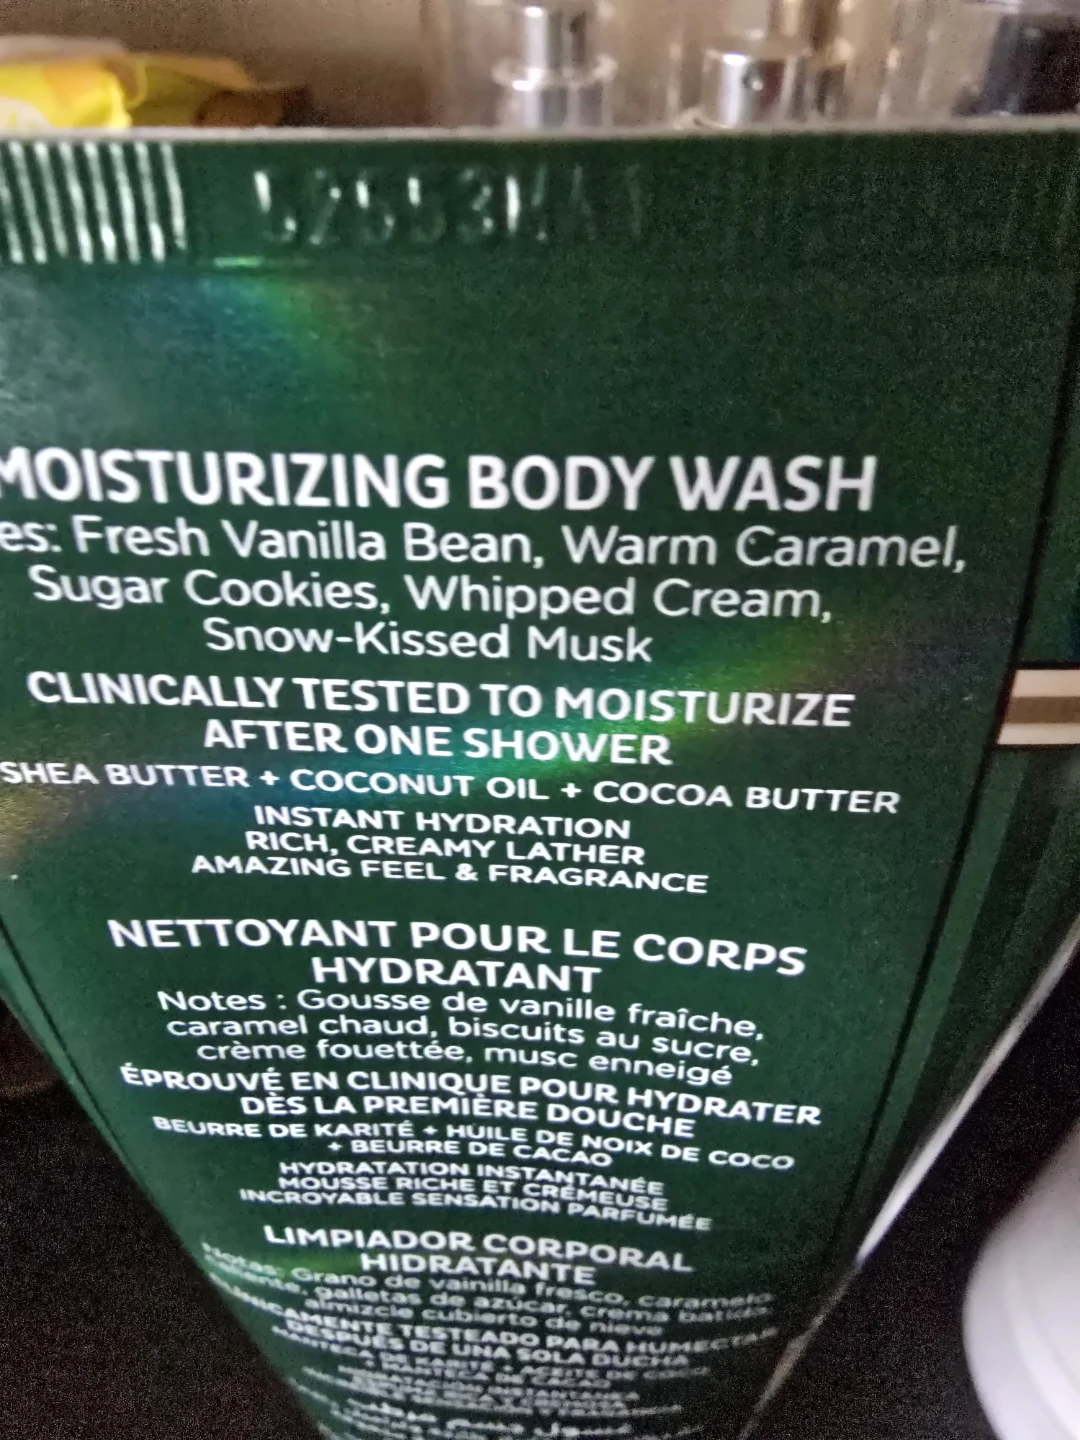 MOISTURIZING BODY WASH
es: Fresh Vanilla Bean, Warm Caramel,
Sugar Cookies, Whipped Cream,
Snow-Kissed Musk
CLINICALLY TESTED TO MOISTURIZE
AFTER ONE SHOWER
SHEA BUTTER + COCONUT OIL + COCOA BUTTER
INSTANT HYDRATION
RICH, CREAMY LATHER
AMAZING FEEL & FRAGRANCE
NETTOYANT POUR LE CORPS
HYDRATANT
Notes : Gousse de vanille fraîche,
caramel chaud, biscuits au sucre,
crème fouettée, musc enneigé
ÉPROUVÉ EN CLINIQUE POUR HYDRATER
DÈS LA PREMIÈRE DOUCHE
BEURRE DE KARITÉ + HUILE DE NOIX DE COCO
+ BEURRE DE CACAO
HYDRATATION INSTANTANÉE
MOUSSE RICHE ET CRÉMEUSE
INCROYABLE SENSATION PARFUMÉE
LIMPIADOR CORPORAL
HIDRATANTE
Notas: Grano de vainilla fresco, caramelo
galletas de azúcar, crema batida,
almizcle cubierto de nieve
TESTEADO PARA HUMECTAR
DESPUÉS DE UNA SOLA DUCHA